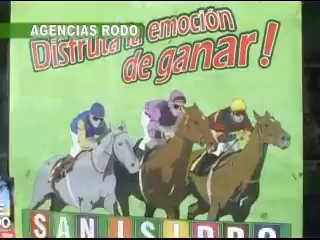 AGENCIAS RODO
Disfruta la emoción
de ganar!
SAN ISIDRO